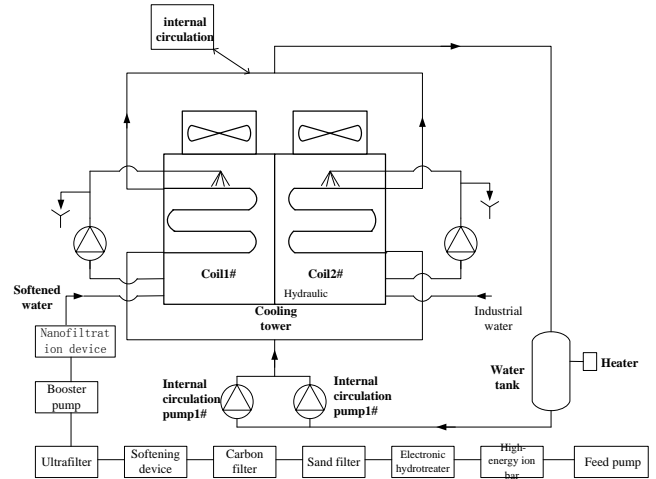 internal
circulation
Coil1#
Coil2#
Hydraulic
Cooling
tower
Softened
water
Industrial
water
Nanofiltrat
ion device
Booster
pump
Internal
circulation
pump1#
Internal
circulation
pump1#
Water
tank
Heater
Ultrafilter
Softening
device
Carbon
filter
Sand filter
Electronic
hydrotreater
High-
energy ion
bar
Feed pump